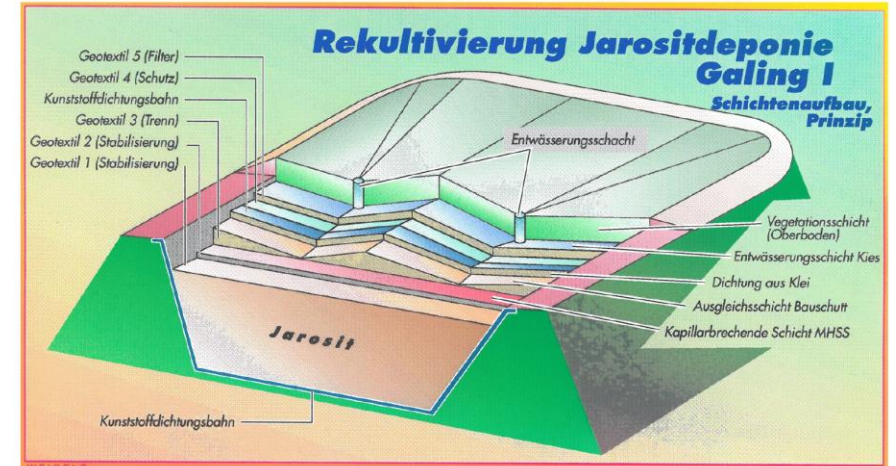 Rekultivierung Jarositdeponie
Galing I
Schichtenaufbau,
Prinzip
Geotextil 5 (Filter)
Geotextil 4 (Schutz)
Kunststoffdichtungsbahn
Geotextil 3 (Trenn)
Geotextil 2 (Stabilisierung)
Geotextil 1 (Stabilisierung)
Entwässerungsschacht
Vegetationsschicht
(Oberboden)
Entwässerungsschicht Kies
Dichtung aus Klei
Ausgleichsschicht Bauschutt
Kapillarbrechende Schicht MHSS
Jarosit
Kunststoffdichtungsbahn